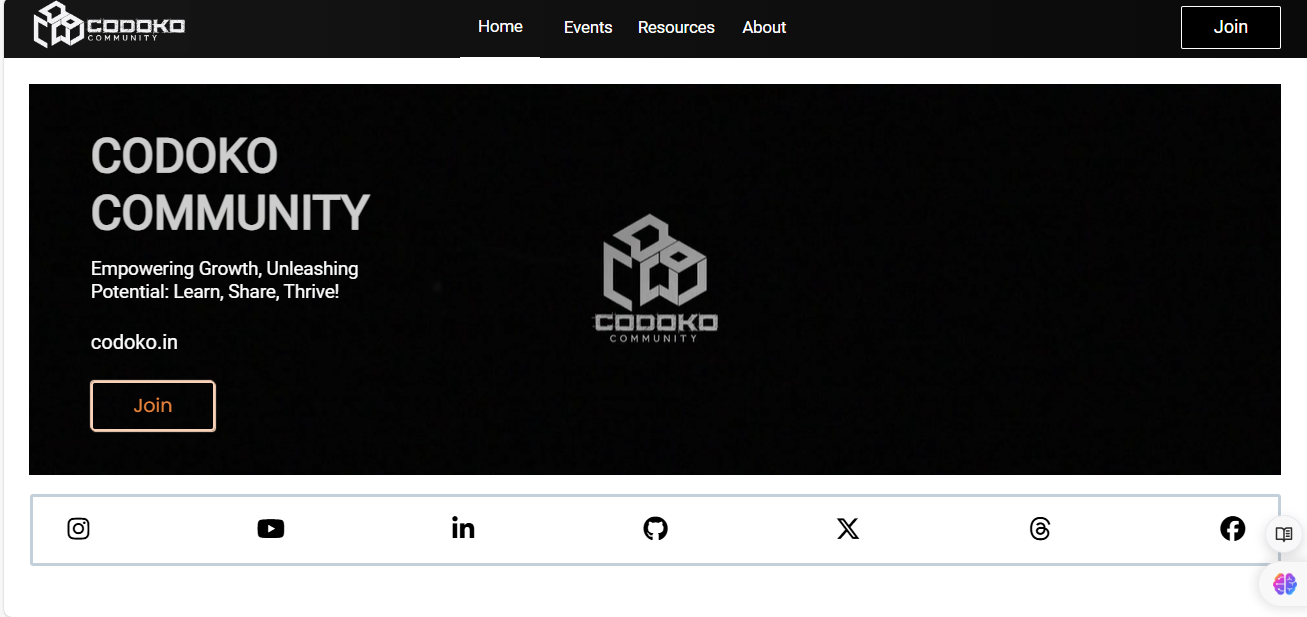 CODOKO
COMMUNITY
Home
Events
Resources
About
Join
CODOKO
COMMUNITY
Empowering Growth, Unleashing
Potential: Learn, Share, Thrive!
codoko.in
Join
CODOKO
COMMUNITY